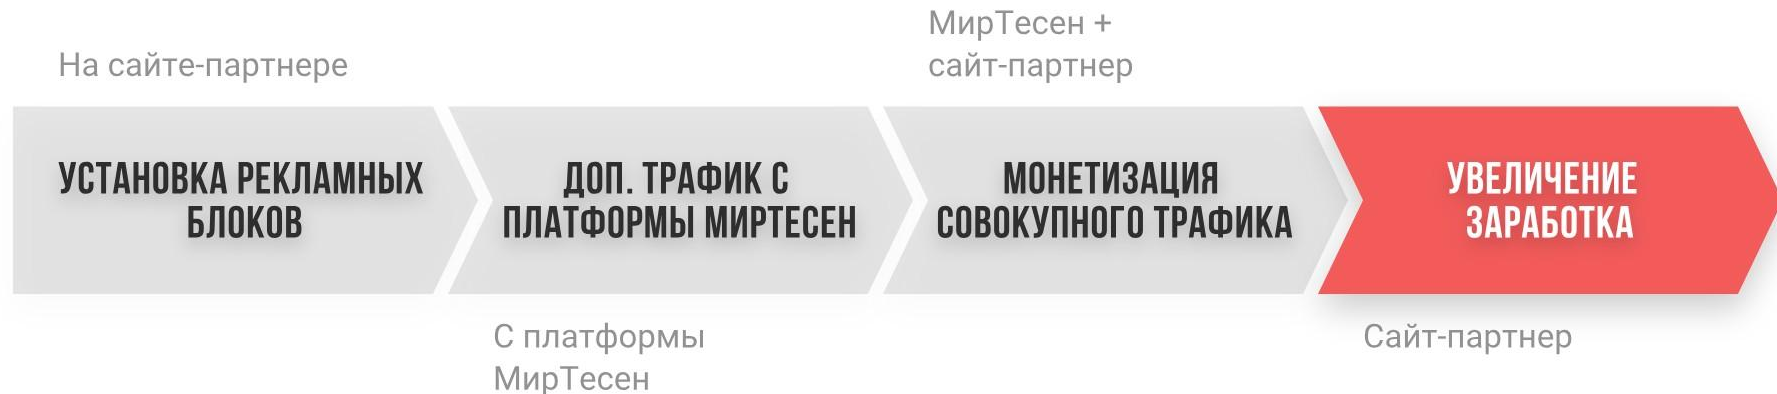 На сайте-партнере
МирТесен +
сайт-партнер
УСТАНОВКА РЕКЛАМНЫХ
БЛОКОВ
ДОП. ТРАФИК С
ПЛАТФОРМЫ МИРТЕСЕН
МОНЕТИЗАЦИЯ
СОВОКУПНОГО ТРАФИКА
УВЕЛИЧЕНИЕ
ЗАРАБОТКА
С платформы
МирТесен
Сайт-партнер